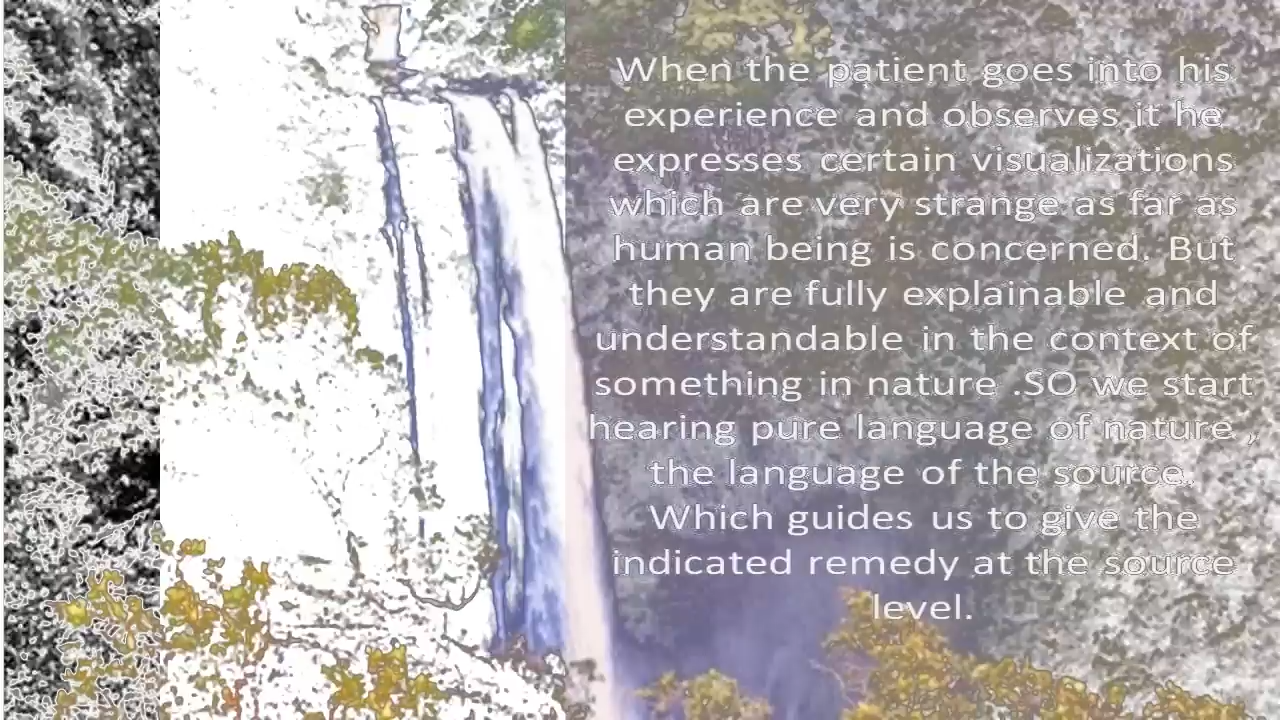 When the patient goes into his
experience and observes it he
expresses certain visualizations
which are very strange as far as
human being is concerned. But
they are fully explainable and
understandable in the context of
something in nature .SO we start
hearing pure language of nature ,
the language of the source.
Which guides us to give the
indicated remedy at the source
level.